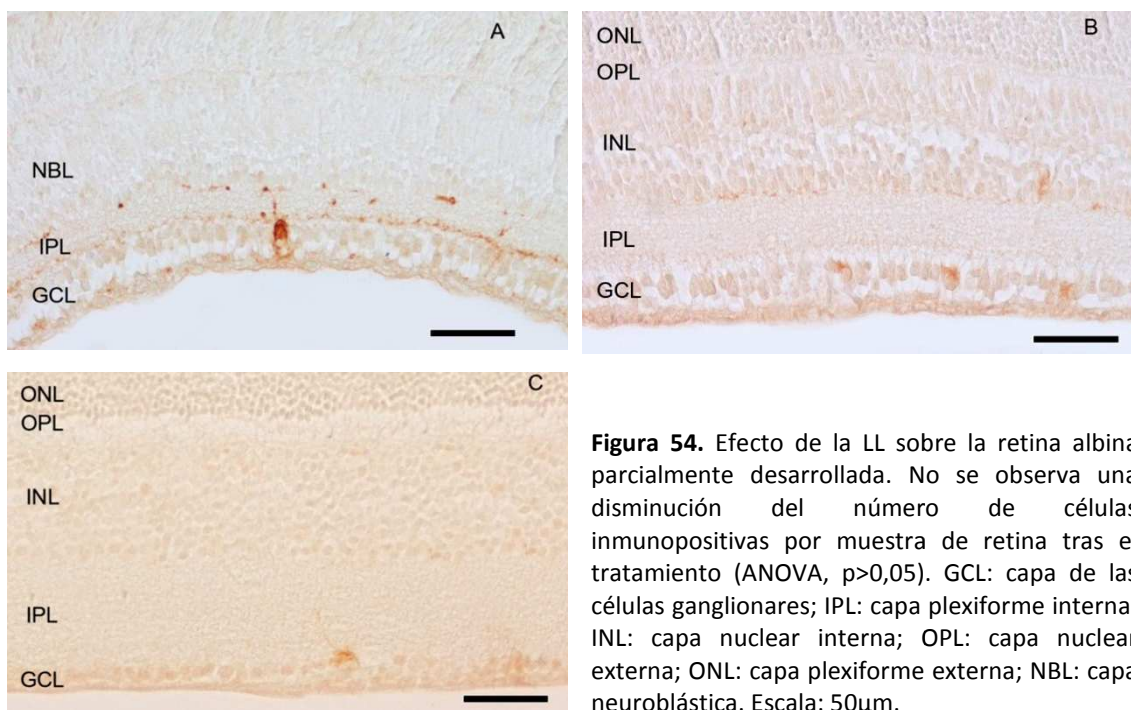 A
NBL
IPL
GCL
B
ONL
OPL
INL
IPL
GCL
C
ONL
OPL
INL
IPL
GCL
Figura 54. Efecto de la LL sobre la retina albina
parcialmente desarrollada. No se observa una
disminución del número de células
inmunopositivas por muestra de retina tras e
tratamiento (ANOVA, p>0,05). GCL: capa de las
células ganglionares; IPL: capa plexiforme interna
INL: capa nuclear interna; OPL: capa nuclear
externa; ONL: capa plexiforme externa; NBL: capa
neuroblástica. Escala: 50μm.